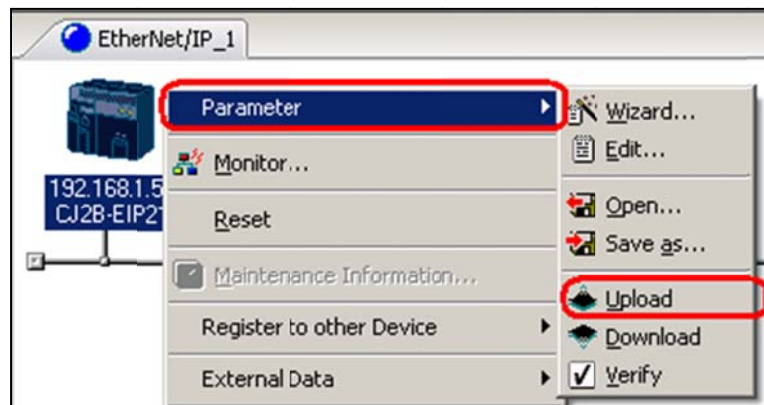 EtherNet/IP_1
192.168.1.5
CJ2B-EIP2
Parameter
Monitor...
Reset
Maintenance Information...
Register to other Device
External Data
Wizard...
Edit...
Open...
Save as...
Upload
Download
Verify